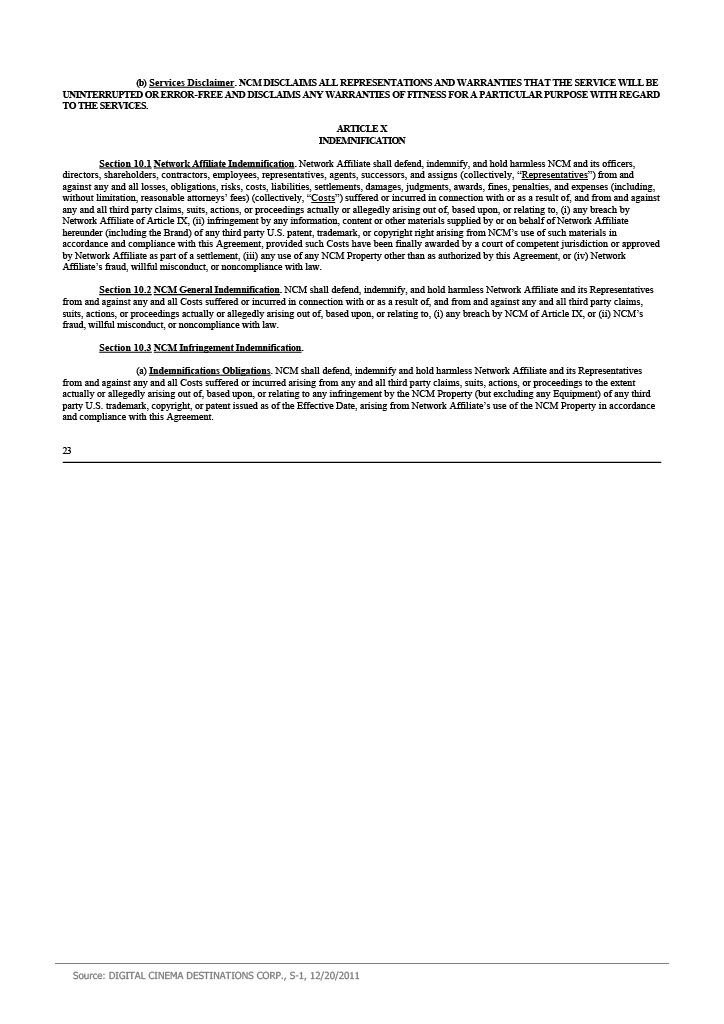 (b) Services Disclaimer. NCM DISCLAIMS ALL REPRESENTATIONS AND WARRANTIES THAT THE SERVICE WILL BE
UNINTERRUPTED OR ERROR-FREE AND DISCLAIMS ANY WARRANTIES OF FITNESS FOR A PARTICULAR PURPOSE WITH REGARD
TO THE SERVICES.
ARTICLE X
INDEMNIFICATION
Section 10.1 Network Affiliate Indemnification. Network Affiliate shall defend, indemnify, and hold harmless NCM and its officers,
directors, shareholders, contractors, employees, representatives, agents, successors, and assigns (collectively, “Representatives”) from and
against any and all losses, obligations, risks, costs, liabilities, settlements, damages, judgments, awards, fines, penalties, and expenses (including,
without limitation, reasonable attorneys’ fees) (collectively, “Costs”) suffered or incurred in connection with or as a result of, and from and against
any and all third party claims, suits, actions, or proceedings actually or allegedly arising out of, based upon, or relating to, (i) any breach by
Network Affiliate of Article IX, (ii) infringement by any information, content or other materials supplied by or on behalf of Network Affiliate
hereunder (including the Brand) of any third party U.S. patent, trademark, or copyright right arising from NCM’s use of such materials in
accordance and compliance with this Agreement, provided such Costs have been finally awarded by a court of competent jurisdiction or approved
by Network Affiliate as part of a settlement, (iii) any use of any NCM Property other than as authorized by this Agreement, or (iv) Network
Affiliate’s fraud, willful misconduct, or noncompliance with law.
Section 10.2 NCM General Indemnification. NCM shall defend, indemnify, and hold harmless Network Affiliate and its Representatives
from and against any and all Costs suffered or incurred in connection with or as a result of, and from and against any and all third party claims,
suits, actions, or proceedings actually or allegedly arising out of, based upon, or relating to, (i) any breach by NCM of Article IX, or (ii) NCM’s
fraud, willful misconduct, or noncompliance with law.
Section 10.3 NCM Infringement Indemnification.
(a) Indemnifications Obligations. NCM shall defend, indemnify and hold harmless Network Affiliate and its Representatives
from and against any and all Costs suffered or incurred arising from any and all third party claims, suits, actions, or proceedings to the extent
actually or allegedly arising out of, based upon, or relating to any infringement by the NCM Property (but excluding any Equipment) of any third
party U.S. trademark, copyright, or patent issued as of the Effective Date, arising from Network Affiliate’s use of the NCM Property in accordance
and compliance with this Agreement.
23
Source: DIGITAL CINEMA DESTINATIONS CORP., S-1, 12/20/2011